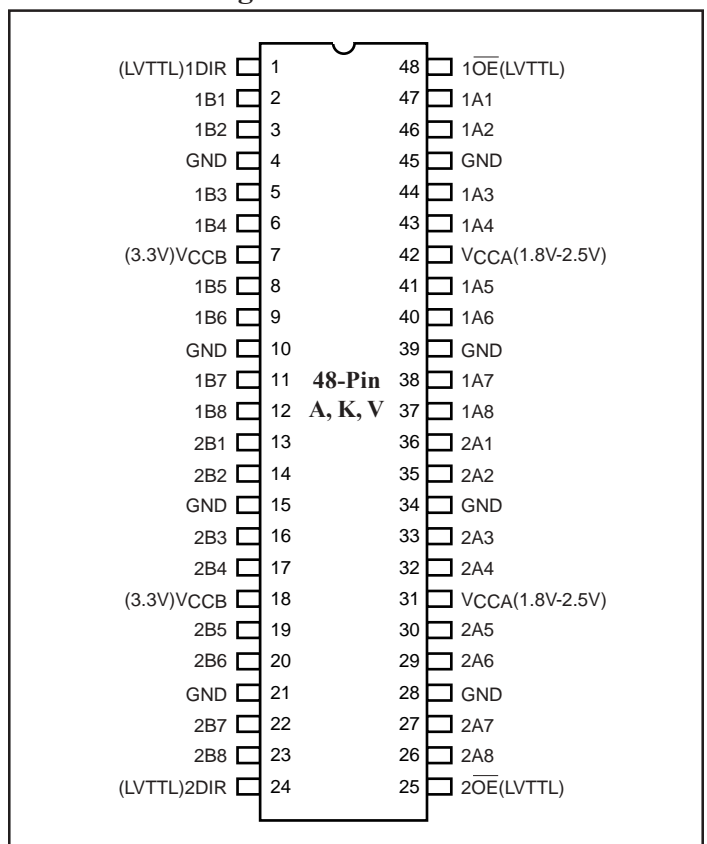 (LVTTL)1DIR 1 48 1O̅E̅(LVTTL)
1B1 2 47 1A1
1B2 3 46 1A2
GND 4 45 GND
1B3 5 44 1A3
1B4 6 43 1A4
(3.3V)VCCB 7 42 VCCA(1.8V-2.5V)
1B5 8 41 1A5
1B6 9 40 1A6
GND 10 39 GND
1B7 11 48-Pin 38 1A7
1B8 12 A, K, V 37 1A8
2B1 13 36 2A1
2B2 14 35 2A2
GND 15 34 GND
2B3 16 33 2A3
2B4 17 32 2A4
(3.3V)VCCB 18 31 VCCA(1.8V-2.5V)
2B5 19 30 2A5
2B6 20 29 2A6
GND 21 28 GND
2B7 22 27 2A7
2B8 23 26 2A8
(LVTTL)2DIR 24 25 2O̅E̅(LVTTL)